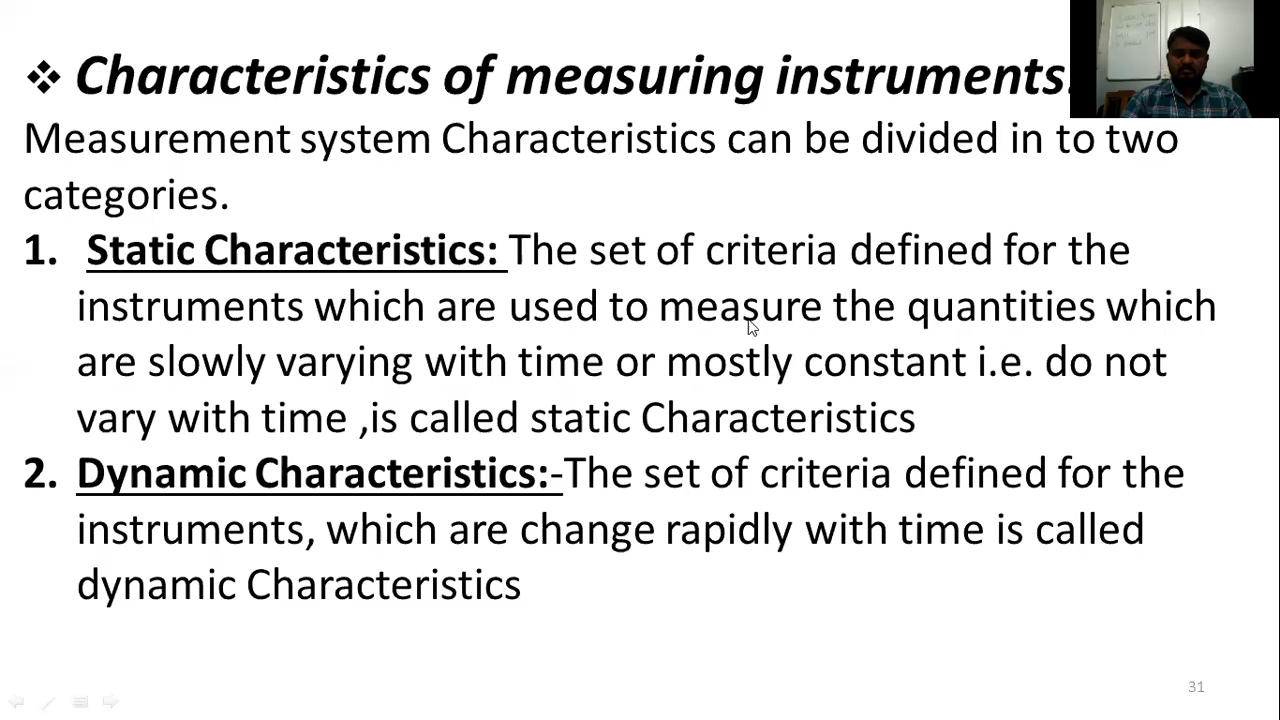 ❖ Characteristics of measuring instruments.
Measurement system Characteristics can be divided in to two
categories.
1. Static Characteristics: The set of criteria defined for the
instruments which are used to measure the quantities which
are slowly varying with time or mostly constant i.e. do not
vary with time ,is called static Characteristics
2. Dynamic Characteristics:-The set of criteria defined for the
instruments, which are change rapidly with time is called
dynamic Characteristics
31